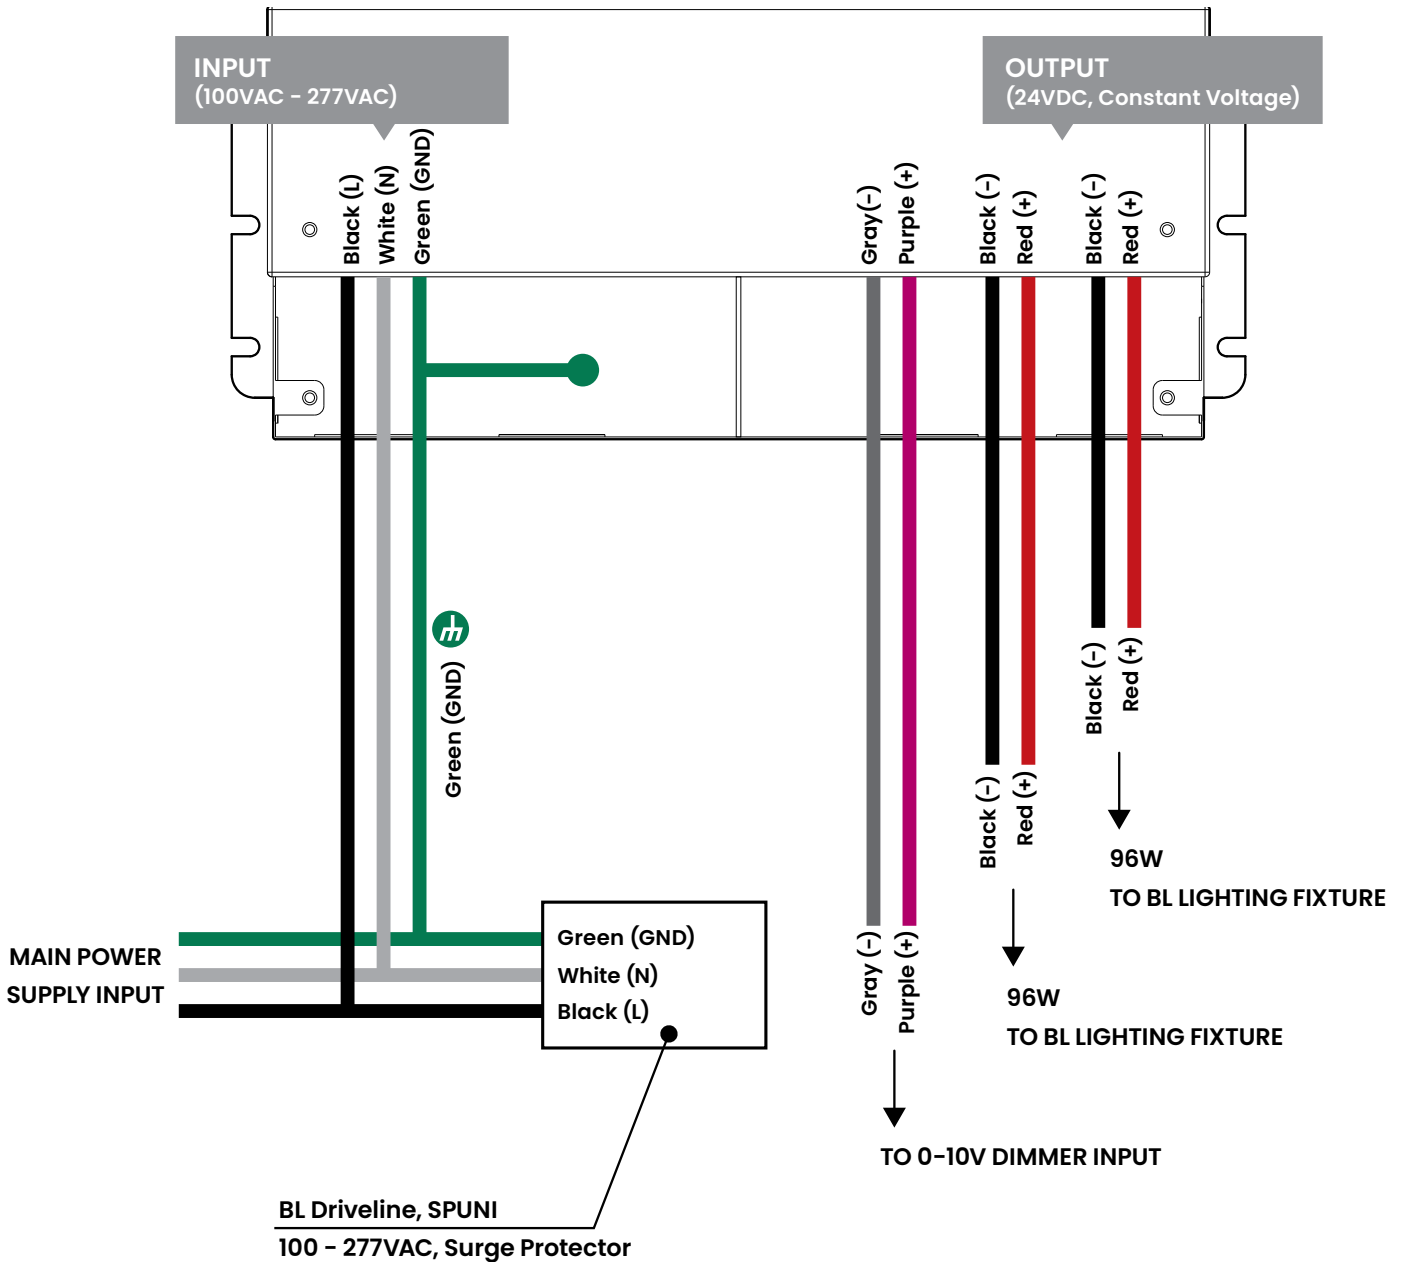 INPUT
(100VAC - 277VAC)
OUTPUT
(24VDC, Constant Voltage)
Black (L)
White (N)
Green (GND)
Gray(-)
Purple (+)
Black (-)
Red (+)
Black (-)
Red (+)
Green (GND)
Black (-)
Red (+)
96W
TO BL LIGHTING FIXTURE
Black (-)
Red (+)
96W
TO BL LIGHTING FIXTURE
Gray (-)
Purple (+)
TO 0-10V DIMMER INPUT
MAIN POWER
SUPPLY INPUT
Green (GND)
White (N)
Black (L)
BL Driveline, SPUNI
100 - 277VAC, Surge Protector